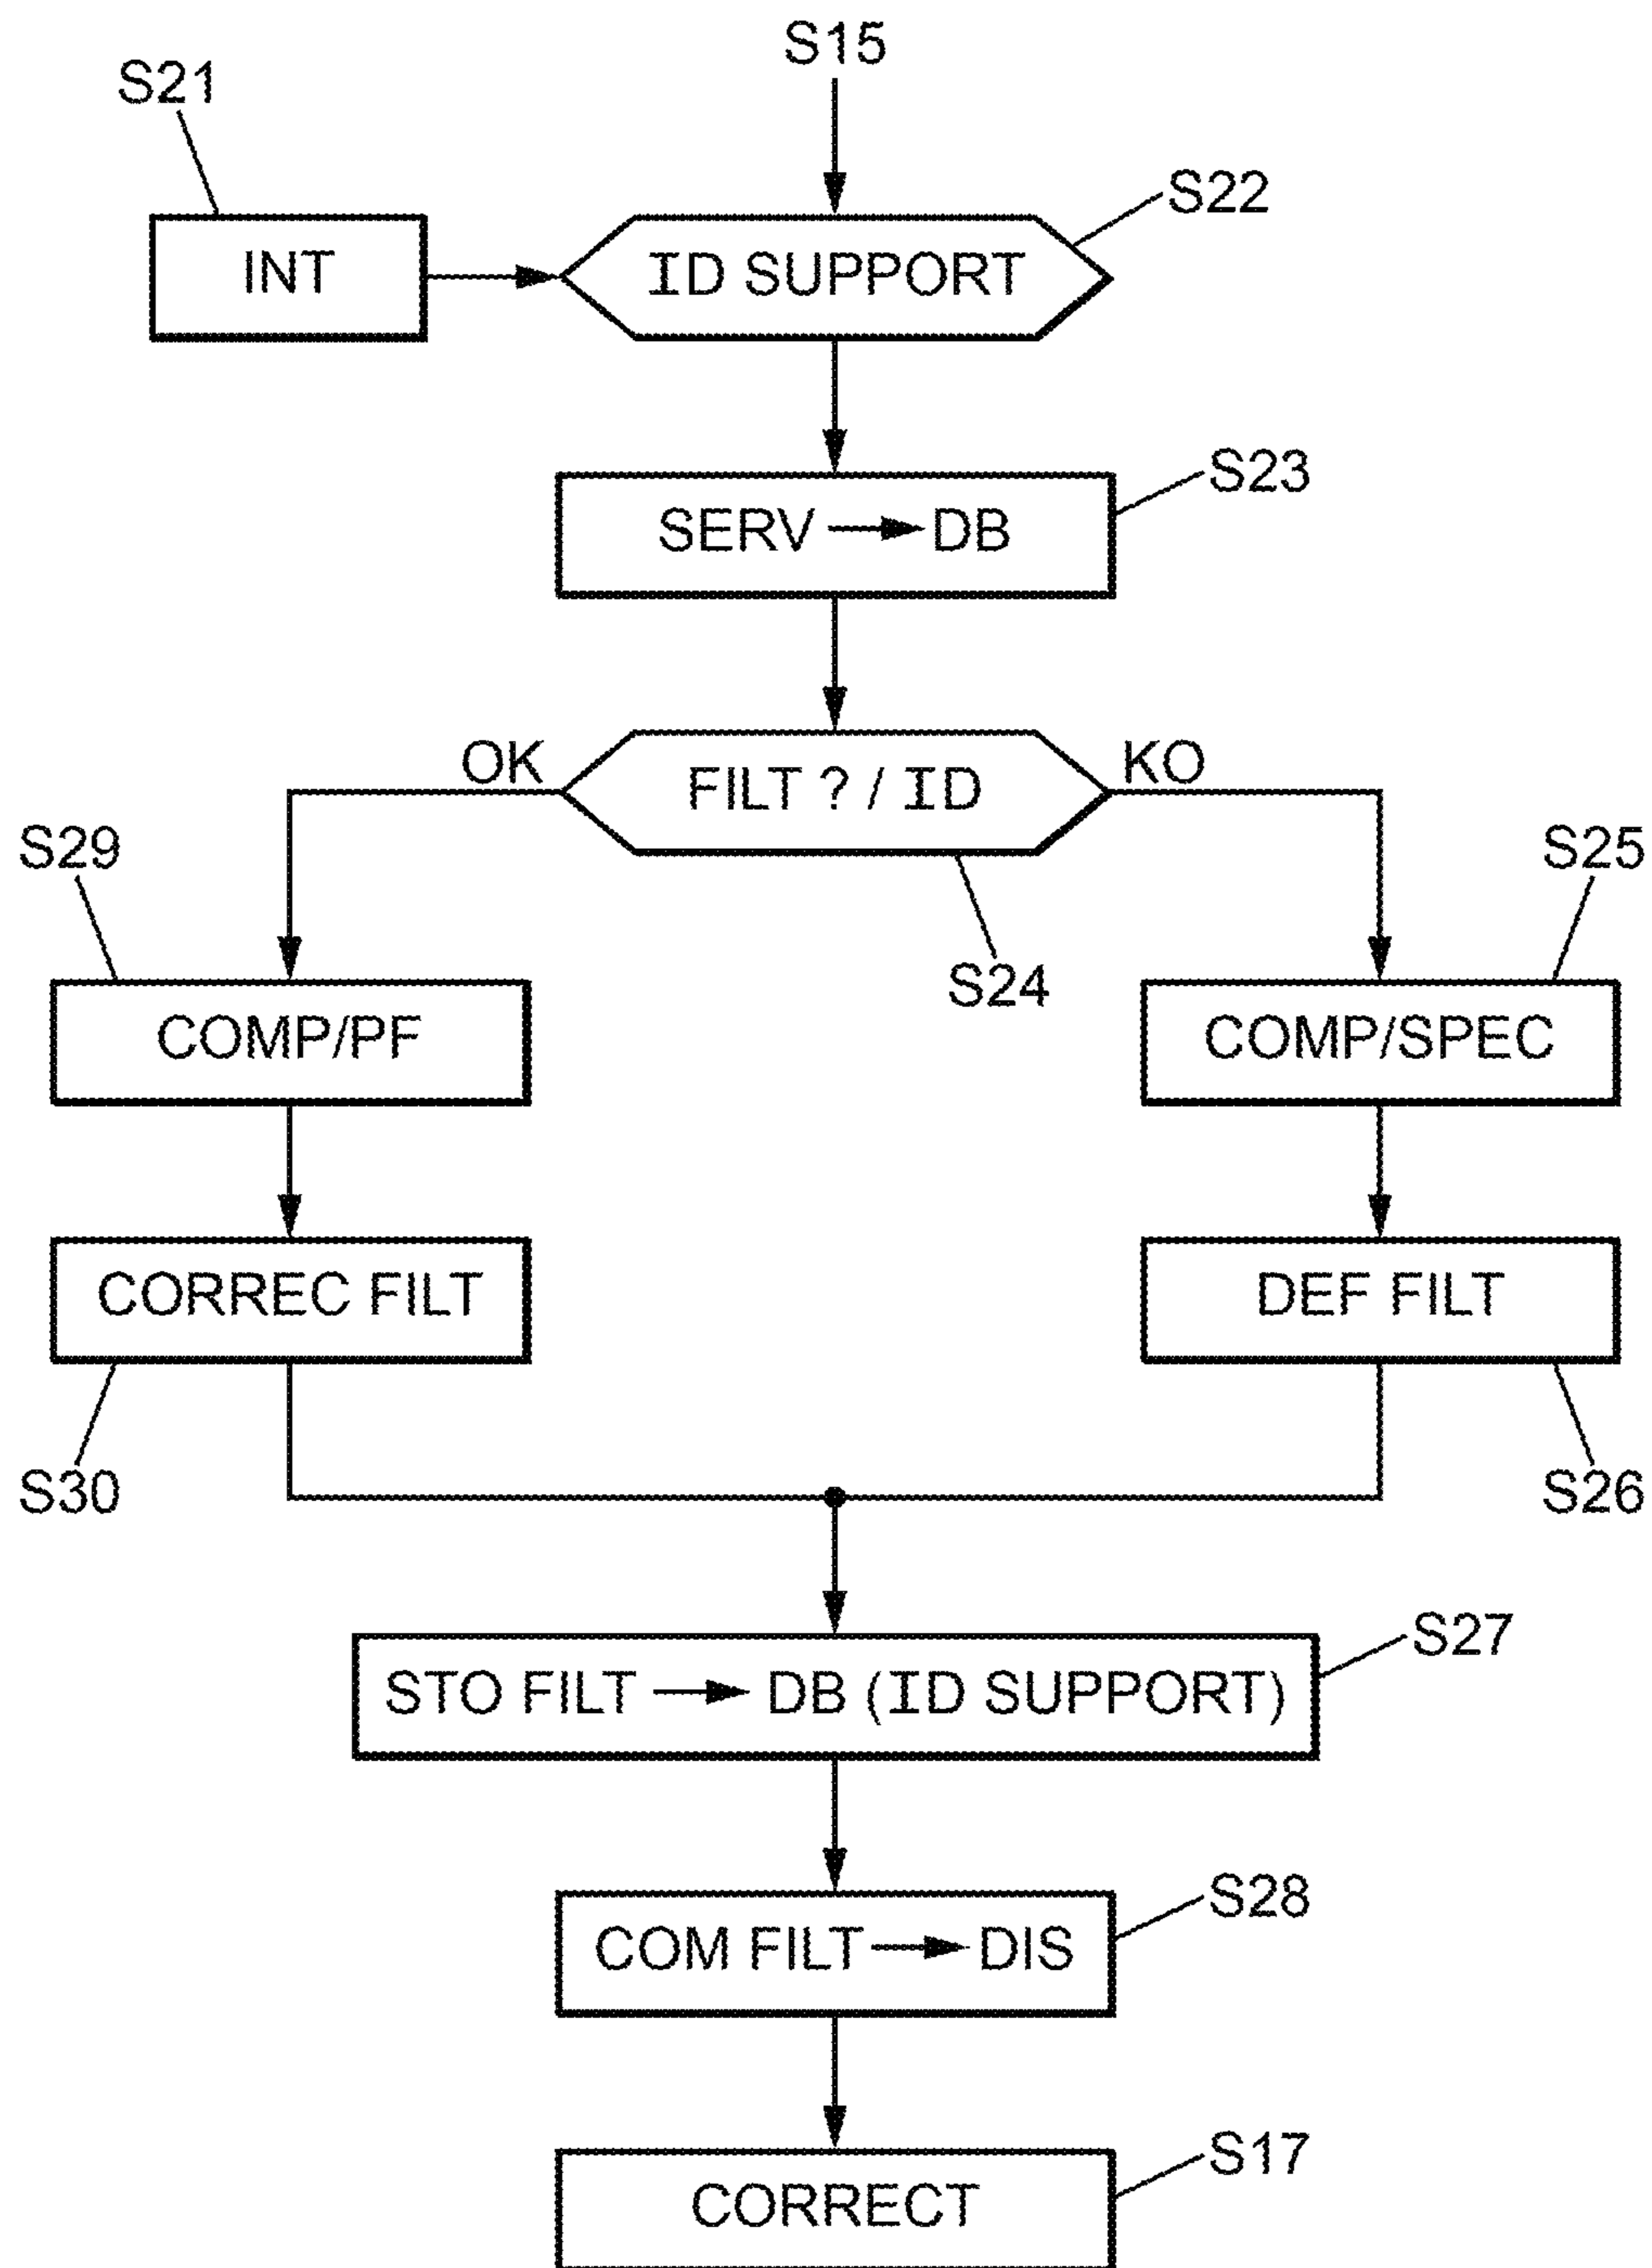 S15
S21
S22
INT
ID SUPPORT
S23
SERV → DB
OK
KO
FILT ? / ID
S29
S25
S24
COMP/PF
COMP/SPEC
CORREC FILT
DEF FILT
S30
S26
S27
STO FILT → DB (ID SUPPORT)
S28
COM FILT → DIS
S17
CORRECT